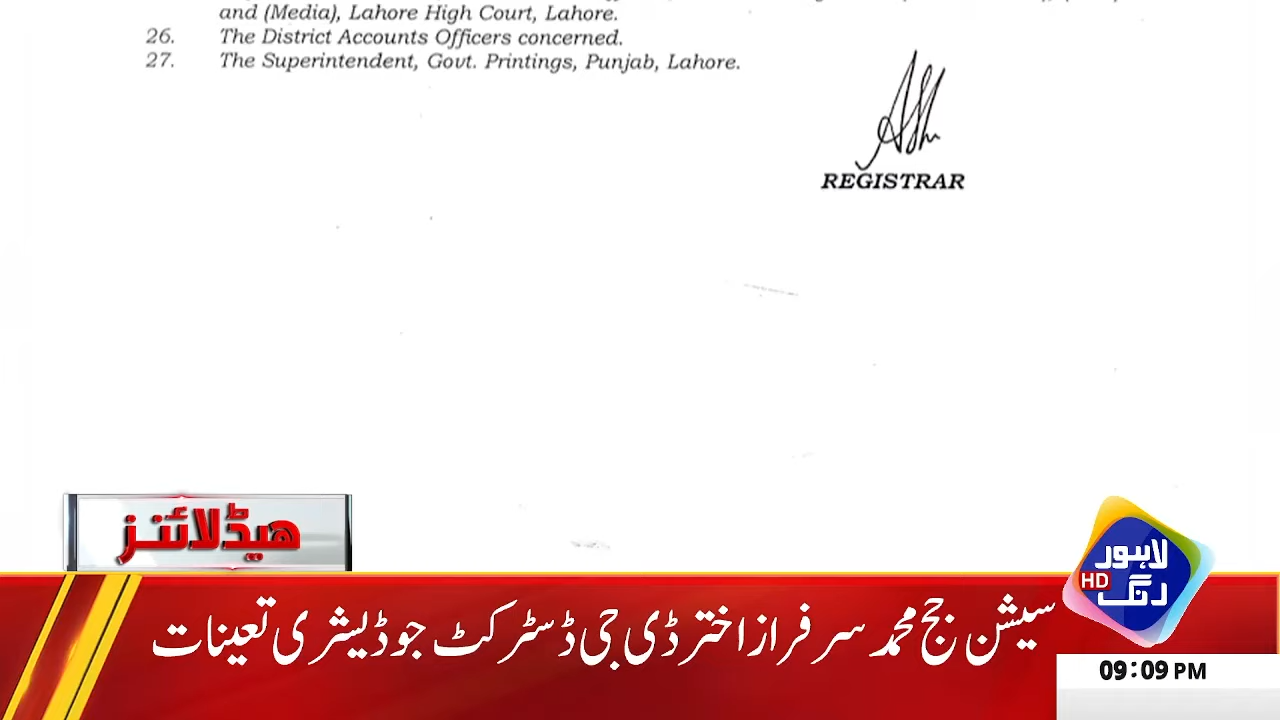 and (Media), Lahore High Court, Lahore.
26. The District Accounts Officers concerned.
27. The Superintendent, Govt. Printings, Punjab, Lahore.
REGISTRAR
ھیڈلائنز
لاہور
رنگ
HD
سیشن جج محمد سرفراز اختر ڈی جی ڈسٹرکٹ جوڈیشری تعینات
09:09 PM